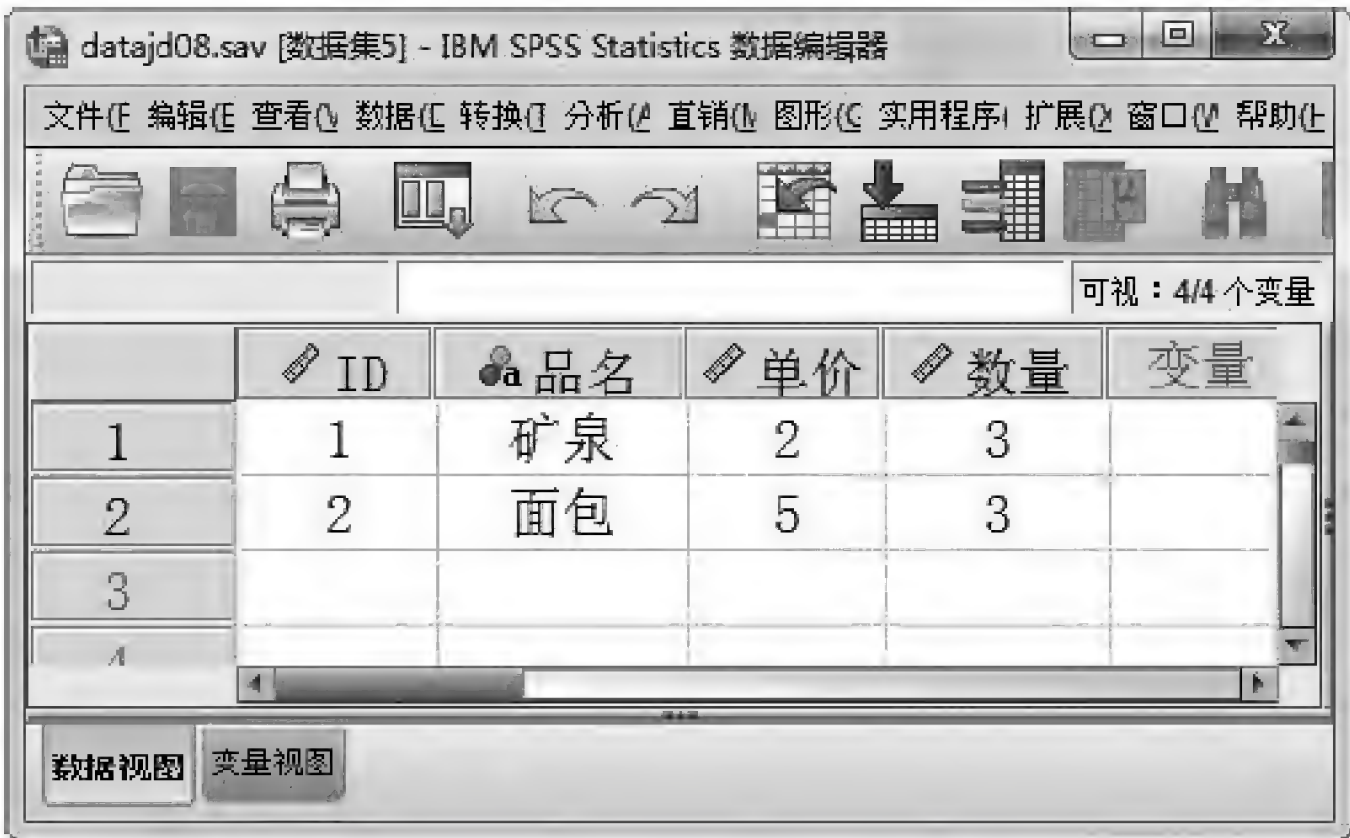 datajd08.sav [数据集5] - IBM SPSS Statistics 数据编辑器
文件(F 编辑(E 查看(V 数据(D 转换(T 分析(A 直销(M 图形(G 实用程序( 扩展(X 窗口(W 帮助(H
可视：4/4 个变量
ID 品名 单价 数量 变量
1 1 矿泉 2 3
2 2 面包 5 3
3
4
数据视图 变量视图